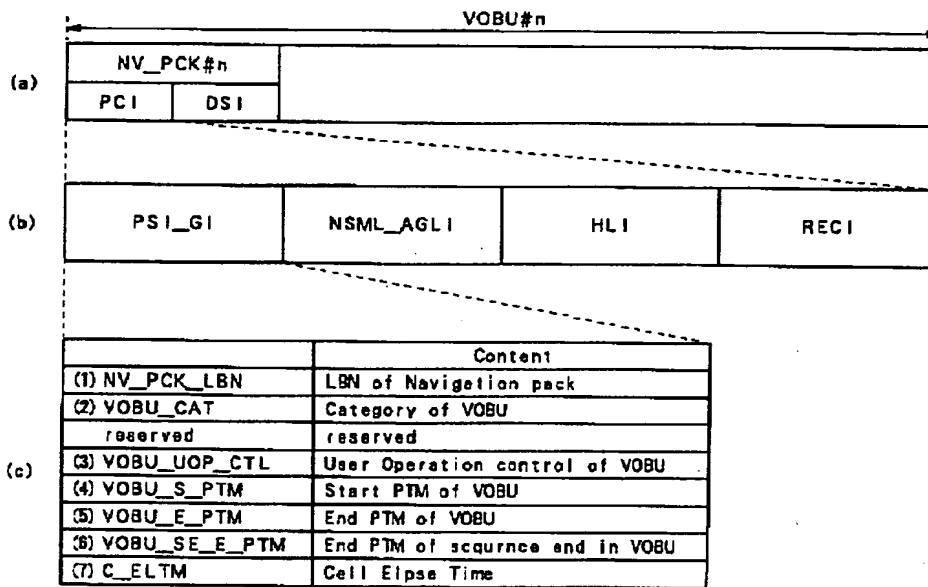 VOBU#n
(a)
NV_PCK#n
PCI DSI
(b)
PSI_GI NSML_AGLI HLI RECI
(c)
Content
(1) NV_PCK_LBN LBN of Navigation pack
(2) VOBU_CAT Category of VOBU
reserved reserved
(3) VOBU_UOP_CTL User Operation control of VOBU
(4) VOBU_S_PTM Start PTM of VOBU
(5) VOBU_E_PTM End PTM of VOBU
(6) VOBU_SE_E_PTM End PTM of scqurnce end in VOBU
(7) C_ELTM Cell Elpse Time